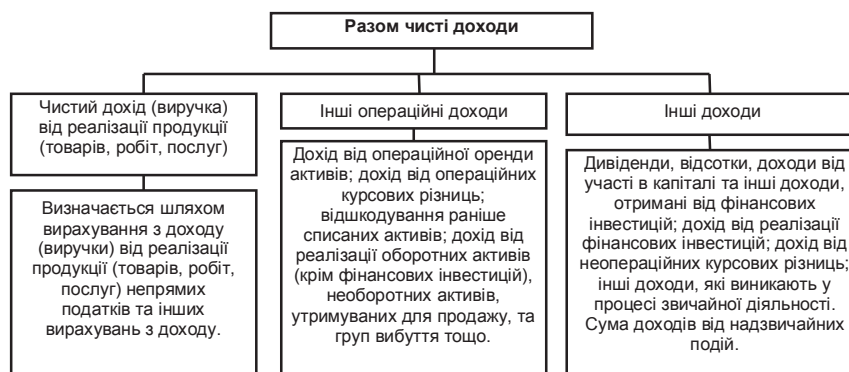 Разом чисті доходи
Чистий дохід (виручка)
від реалізації продукції
(товарів, робіт, послуг)
Визначається шляхом
вирахування з доходу
(виручки) від реалізації
продукції (товарів, робіт,
послуг) непрямих
податків та інших
вирахувань з доходу.
Інші операційні доходи
Дохід від операційної оренди
активів; дохід від операційних
курсових різниць;
відшкодування раніше
списаних активів; дохід від
реалізації оборотних активів
(крім фінансових інвестицій),
необоротних активів,
утримуваних для продажу, та
груп вибуття тощо.
Інші доходи
Дивіденди, відсотки, доходи від
участі в капіталі та інші доходи,
отримані від фінансових
інвестицій; дохід від реалізації
фінансових інвестицій; дохід від
неопераційних курсових різниць;
інші доходи, які виникають у
процесі звичайної діяльності.
Сума доходів від надзвичайних
подій.